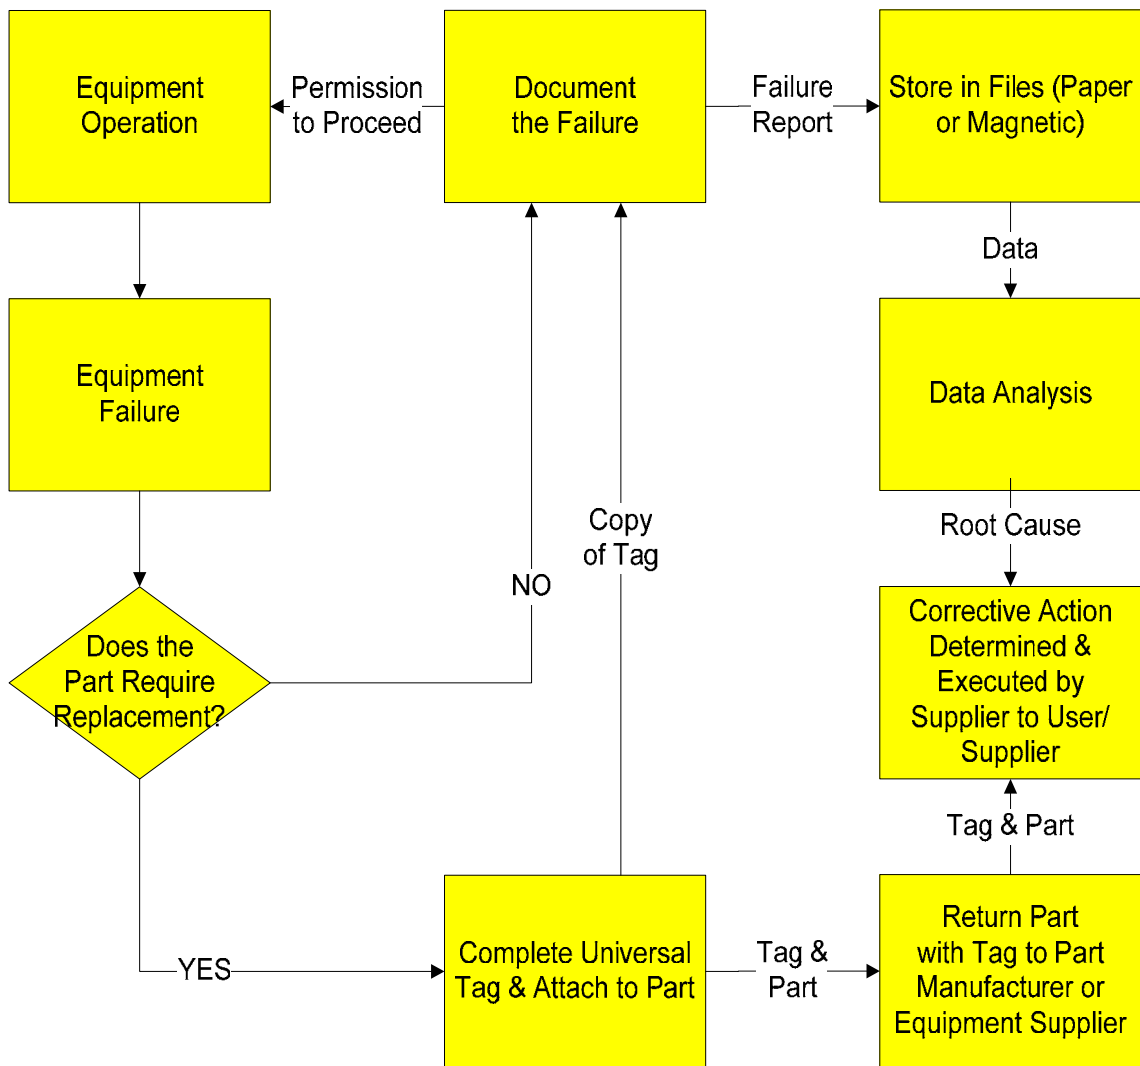 Equipment
Operation
Permission
to Proceed
Document
the Failure
Failure
Report
Store in Files (Paper
or Magnetic)
Data
Equipment
Failure
Data Analysis
Copy
of Tag
Root Cause
NO
Does the
Part Require
Replacement?
Corrective Action
Determined &
Executed by
Supplier to User/
Supplier
Tag & Part
YES
Complete Universal
Tag & Attach to Part
Tag &
Part
Return Part
with Tag to Part
Manufacturer or
Equipment Supplier